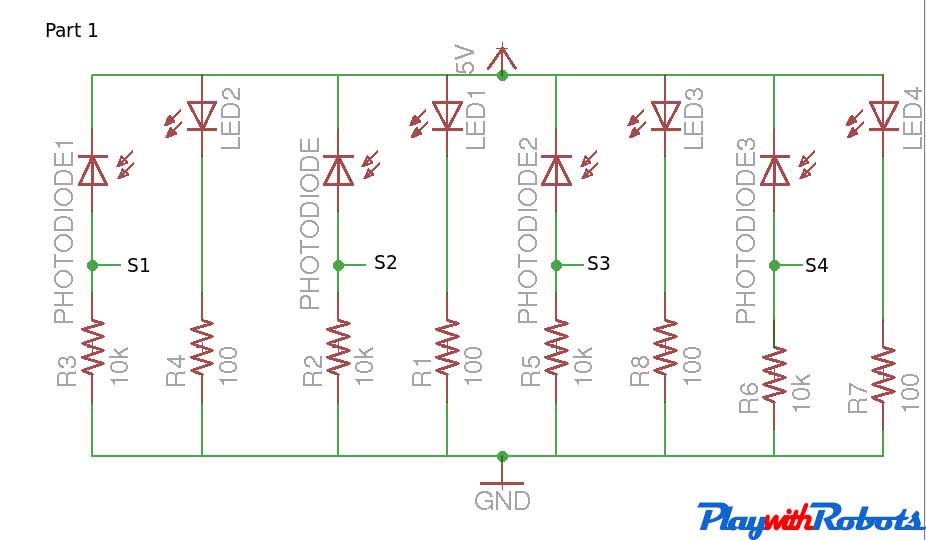 Part 1
5V
PHOTODIODE1
LED2
PHOTODIODE
LED1
PHOTODIODE2
LED3
PHOTODIODE3
LED4
S1
S2
S3
S4
R3
10k
R4
100
R2
10k
R1
100
R5
10k
R8
100
R6
10k
R7
100
GND
PlaywithRobots